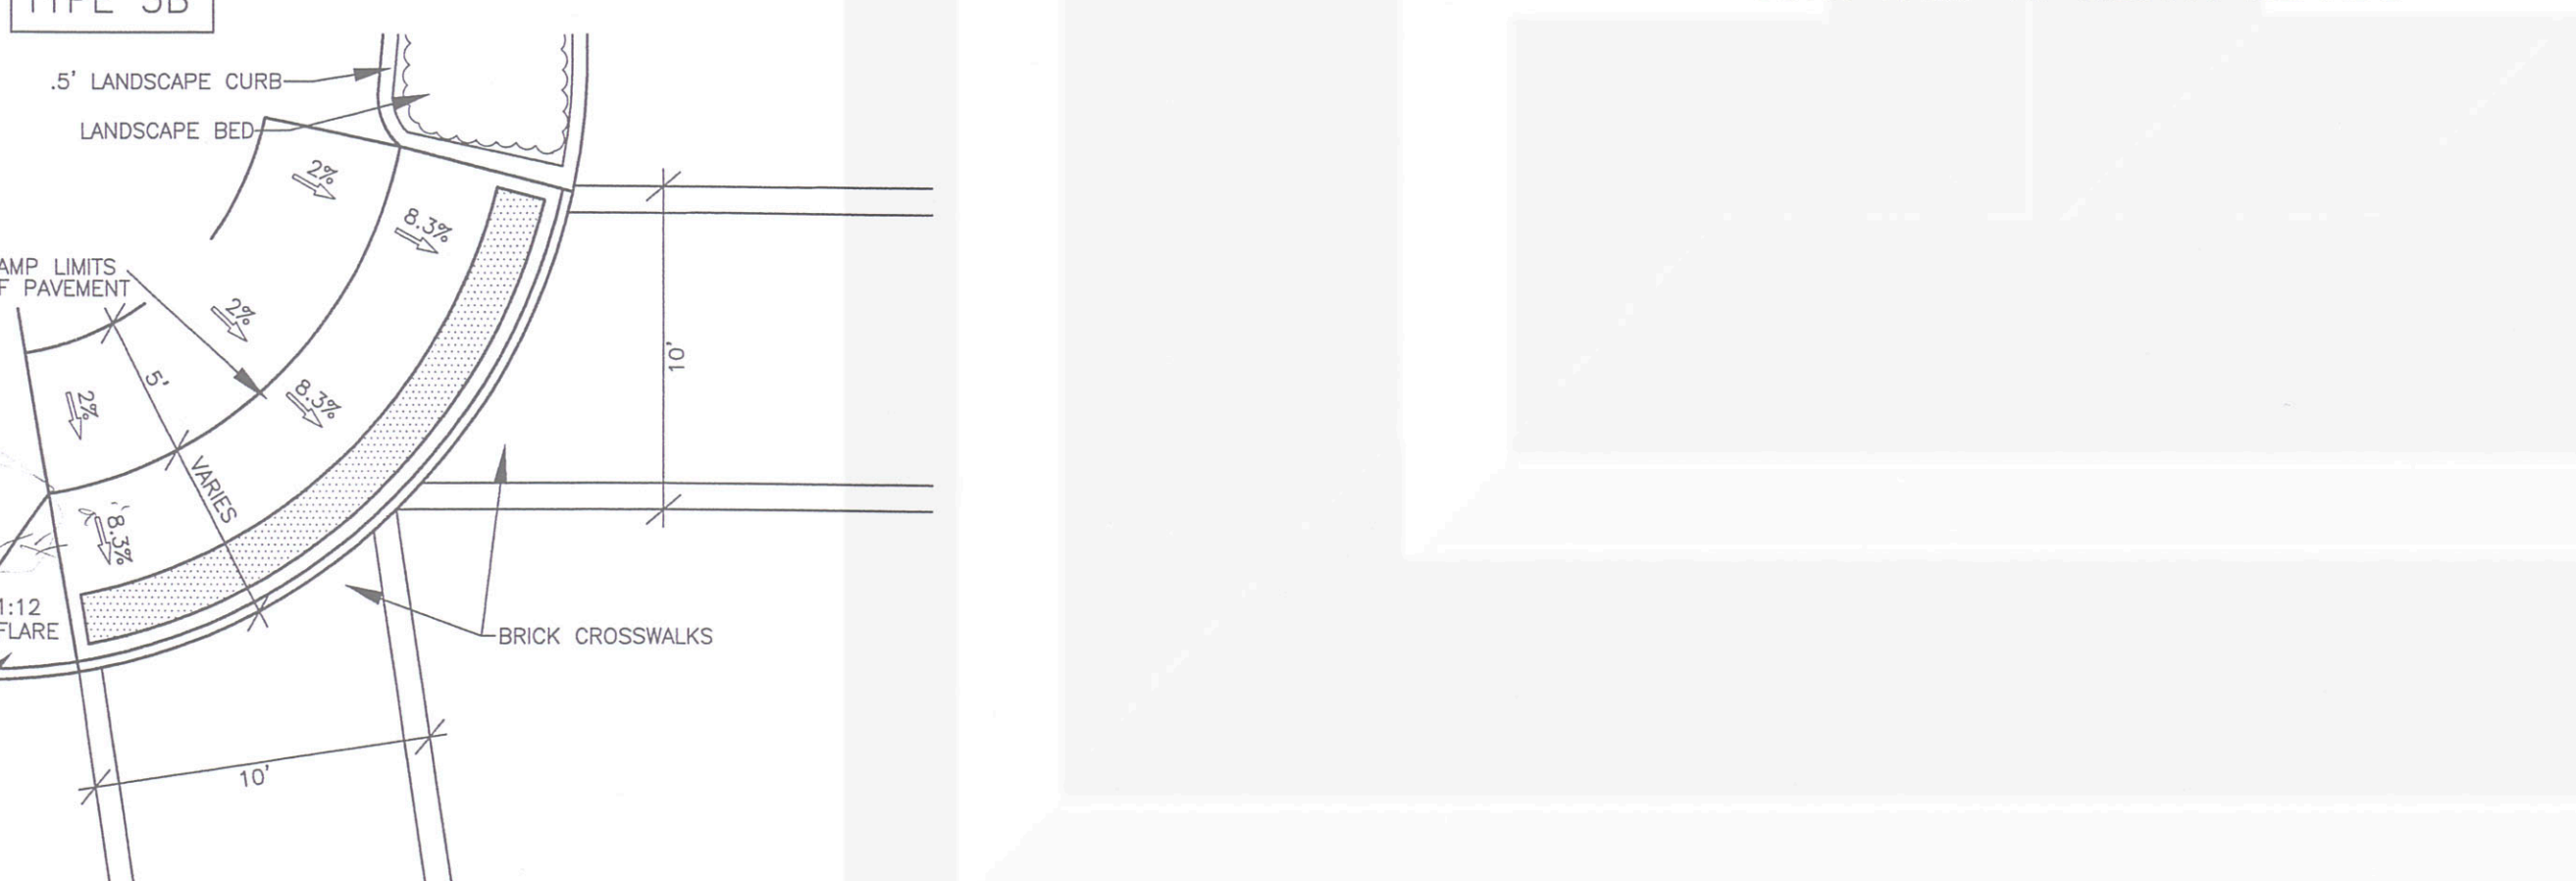 TYPE 3B
.5' LANDSCAPE CURB
LANDSCAPE BED
2%
8.3%
AMP LIMITS
F PAVEMENT
2%
5'
10'
2%
8.3%
VARIES
8.3%
1:12
FLARE
BRICK CROSSWALKS
10'